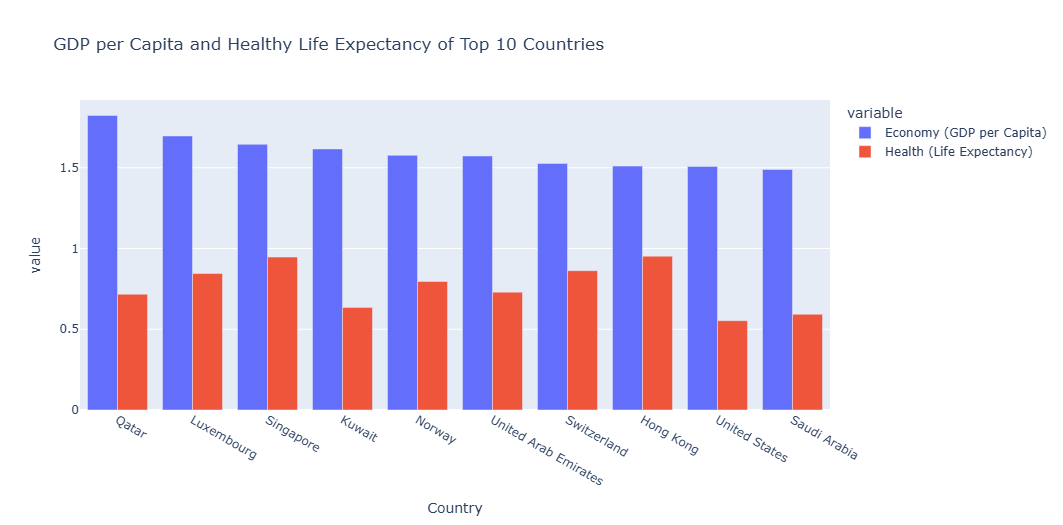 GDP per Capita and Healthy Life Expectancy of Top 10 Countries
variable
Economy (GDP per Capita)
Health (Life Expectancy)
value
1.5
1
0.5
0
Qatar
Luxembourg
Singapore
Kuwait
Norway
United Arab Emirates
Switzerland
Hong Kong
United States
Saudi Arabia
Country